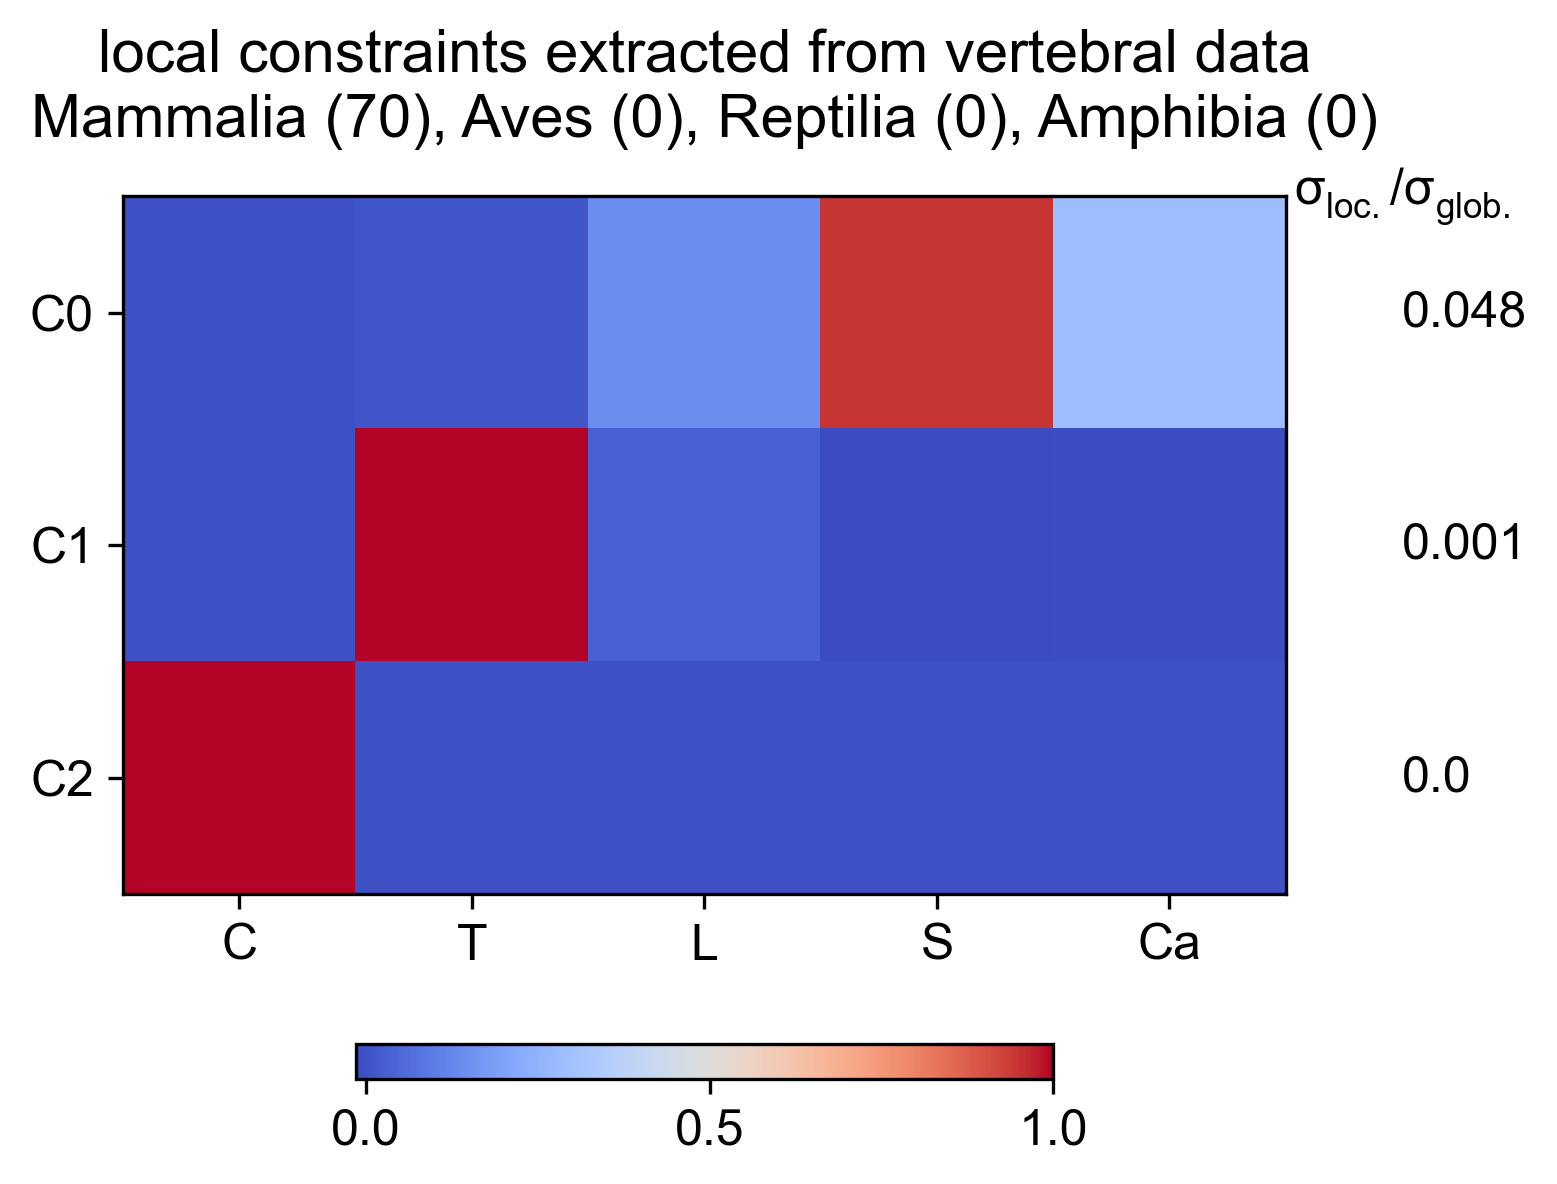 local constraints extracted from vertebral data
Mammalia (70), Aves (0), Reptilia (0), Amphibia (0)
σloc. /σglob.
C0 0.048
C1 0.001
C2 0.0
C T L S Ca
0.0 0.5 1.0